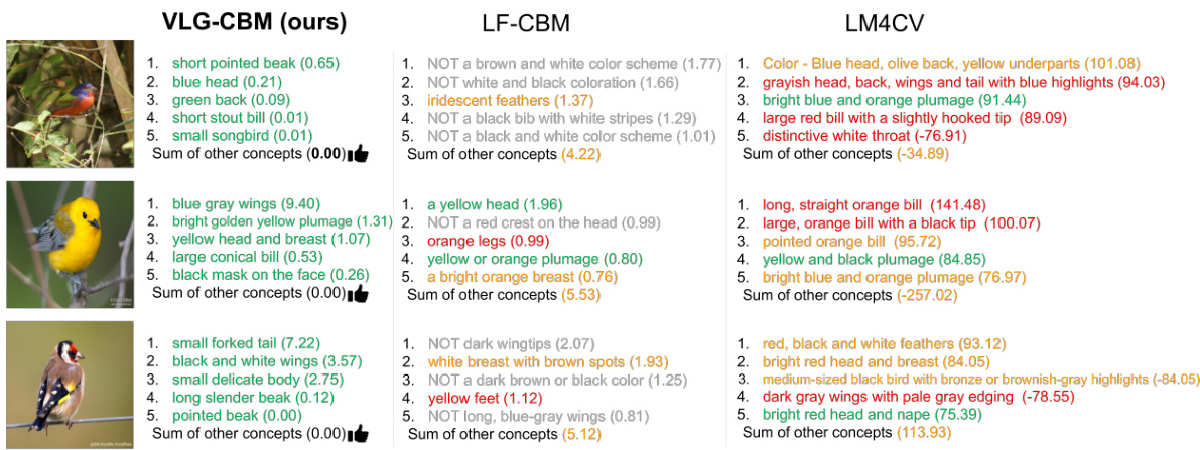 VLG-CBM (ours)
LF-CBM
LM4CV
1. short pointed beak (0.65)
2. blue head (0.21)
3. green back (0.09)
4. short stout bill (0.01)
5. small songbird (0.01)
Sum of other concepts (0.00)
1. NOT a brown and white color scheme (1.77)
2. NOT white and black coloration (1.66)
3. iridescent feathers (1.37)
4. NOT a black bib with white stripes (1.29)
5. NOT a black and white color scheme (1.01)
Sum of other concepts (4.22)
1. Color - Blue head, olive back, yellow underparts (101.08)
2. grayish head, back, wings and tail with blue highlights (94.03)
3. bright blue and orange plumage (91.44)
4. large red bill with a slightly hooked tip (89.09)
5. distinctive white throat (-76.91)
Sum of other concepts (-34.89)
1. blue gray wings (9.40)
2. bright golden yellow plumage (1.31)
3. yellow head and breast (1.07)
4. large conical bill (0.53)
5. black mask on the face (0.26)
Sum of other concepts (0.00)
1. a yellow head (1.96)
2. NOT a red crest on the head (0.99)
3. orange legs (0.99)
4. yellow or orange plumage (0.80)
5. a bright orange breast (0.76)
Sum of other concepts (5.53)
1. long, straight orange bill (141.48)
2. large, orange bill with a black tip (100.07)
3. pointed orange bill (95.72)
4. yellow and black plumage (84.85)
5. bright blue and orange plumage (76.97)
Sum of other concepts (-257.02)
1. small forked tail (7.22)
2. black and white wings (3.57)
3. small delicate body (2.75)
4. long slender beak (0.12)
5. pointed beak (0.00)
Sum of other concepts (0.00)
1. NOT dark wingtips (2.07)
2. white breast with brown spots (1.93)
3. NOT a dark brown or black color (1.25)
4. yellow feet (1.12)
5. NOT long, blue-gray wings (0.81)
Sum of other concepts (5.12)
1. red, black and white feathers (93.12)
2. bright red head and breast (84.05)
3. medium-sized black bird with bronze or brownish-gray highlights (-84.05)
4. dark gray wings with pale gray edging (-78.55)
5. bright red head and nape (75.39)
Sum of other concepts (113.93)